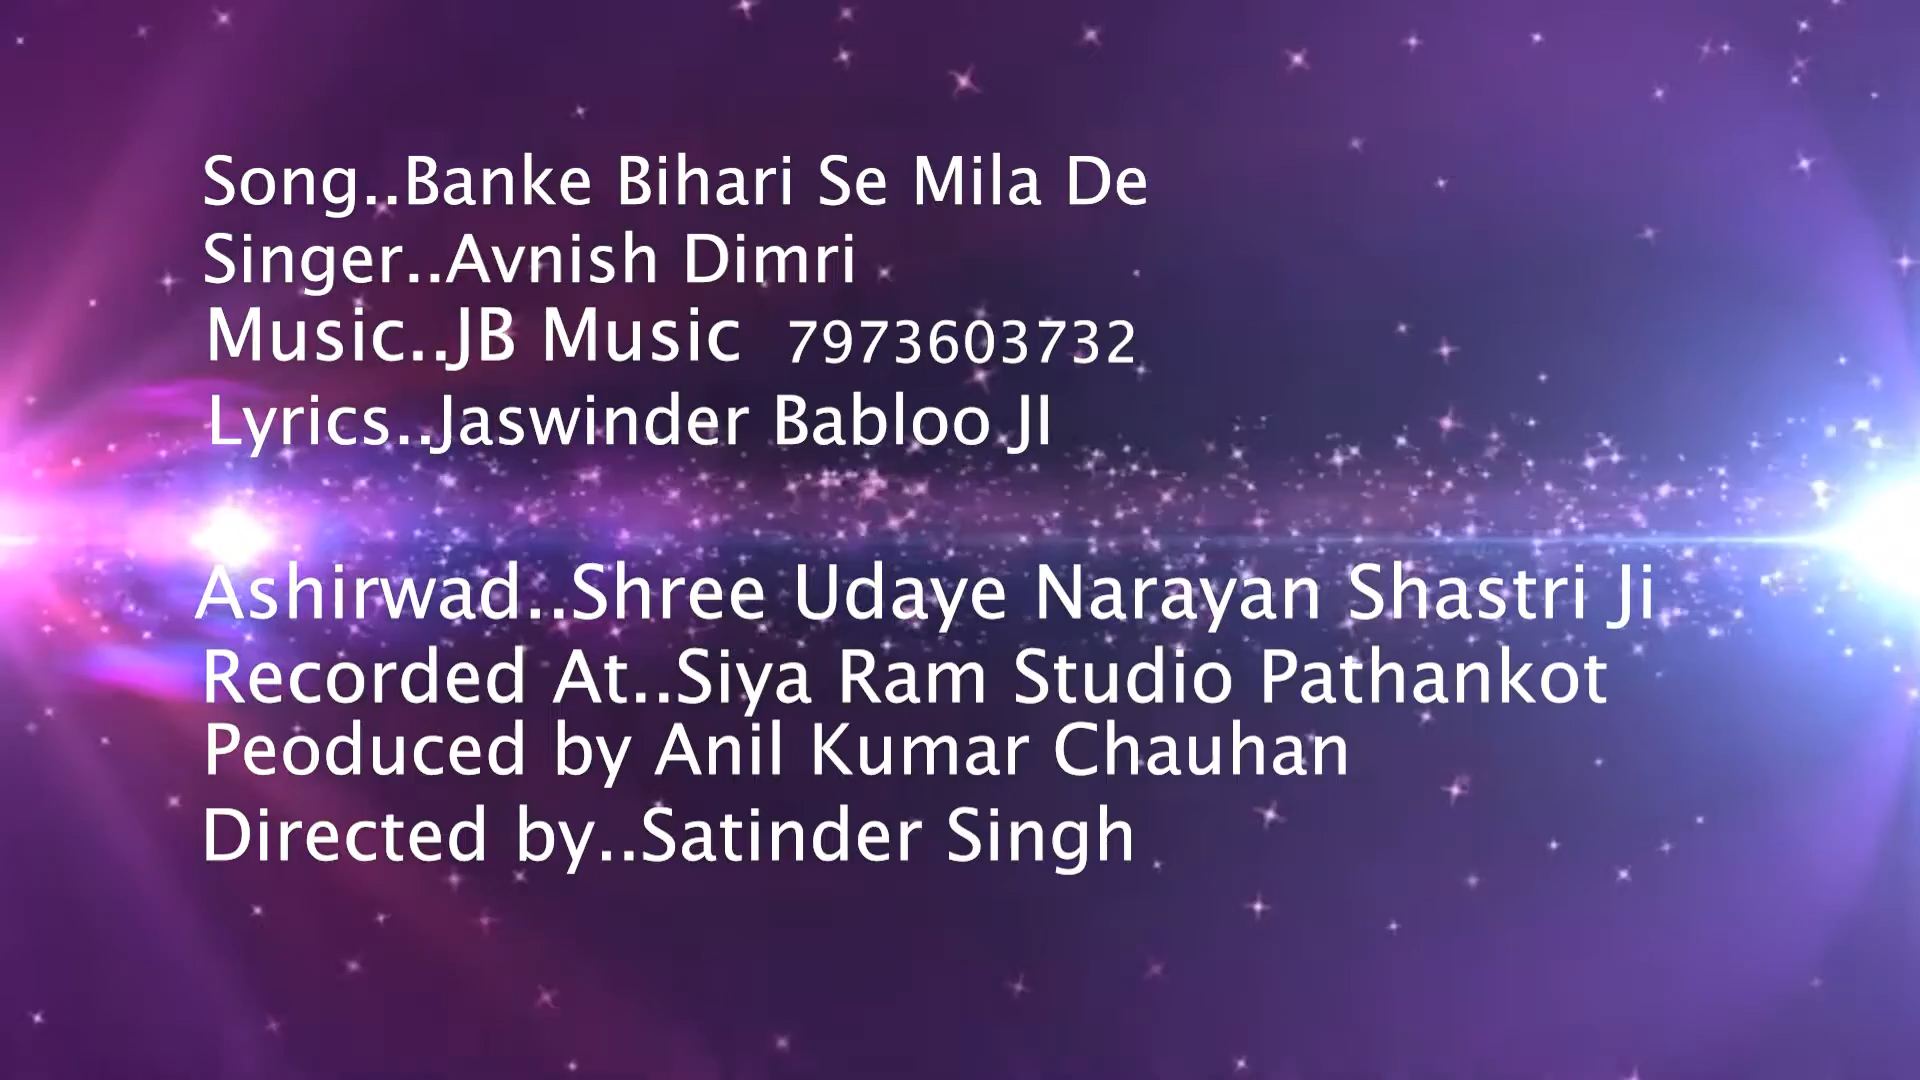 Song..Banke Bihari Se Mila De
Singer..Avnish Dimri
Music..JB Music 7973603732
Lyrics..Jaswinder Babloo JI
Ashirwad..Shree Udaye Narayan Shastri Ji
Recorded At..Siya Ram Studio Pathankot
Peoduced by Anil Kumar Chauhan
Directed by..Satinder Singh